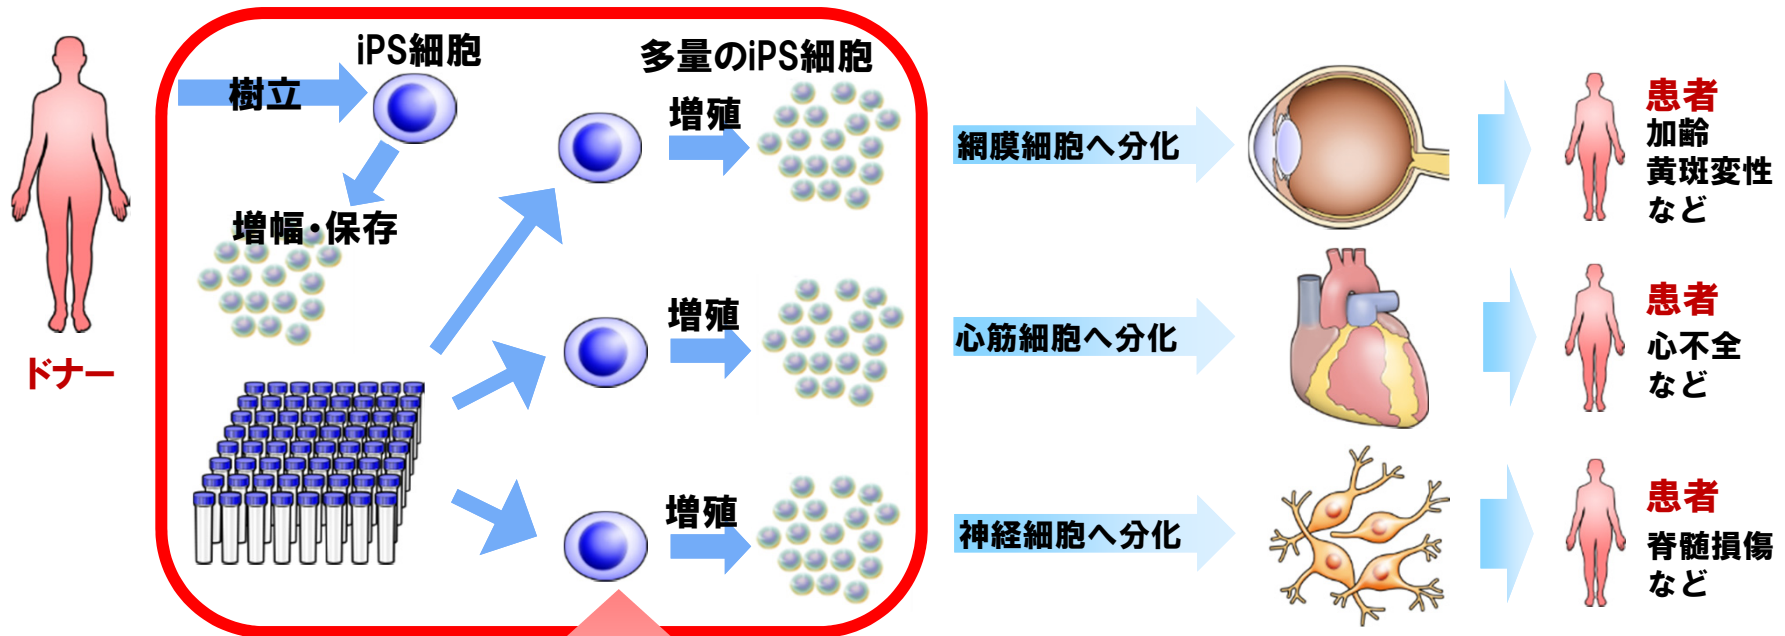 ドナー
樹立
iPS細胞
増幅・保存
多量のiPS細胞
増殖
増殖
増殖
網膜細胞へ分化
患者
加齢
黄斑変性
など
心筋細胞へ分化
患者
心不全
など
神経細胞へ分化
患者
脊髄損傷
など